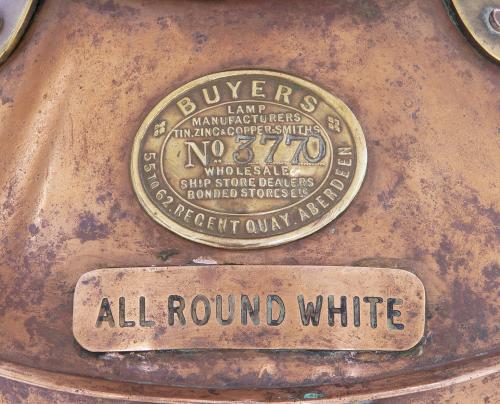 BUYERS
LAMP
MANUFACTURERS
TIN, ZINC & COPPER SMITHS
No 3770
WHOLESALE
SHIP STORE DEALERS
BONDED STORES Etc
55 TO 62. REGENT QUAY. ABERDEEN
ALL ROUND WHITE